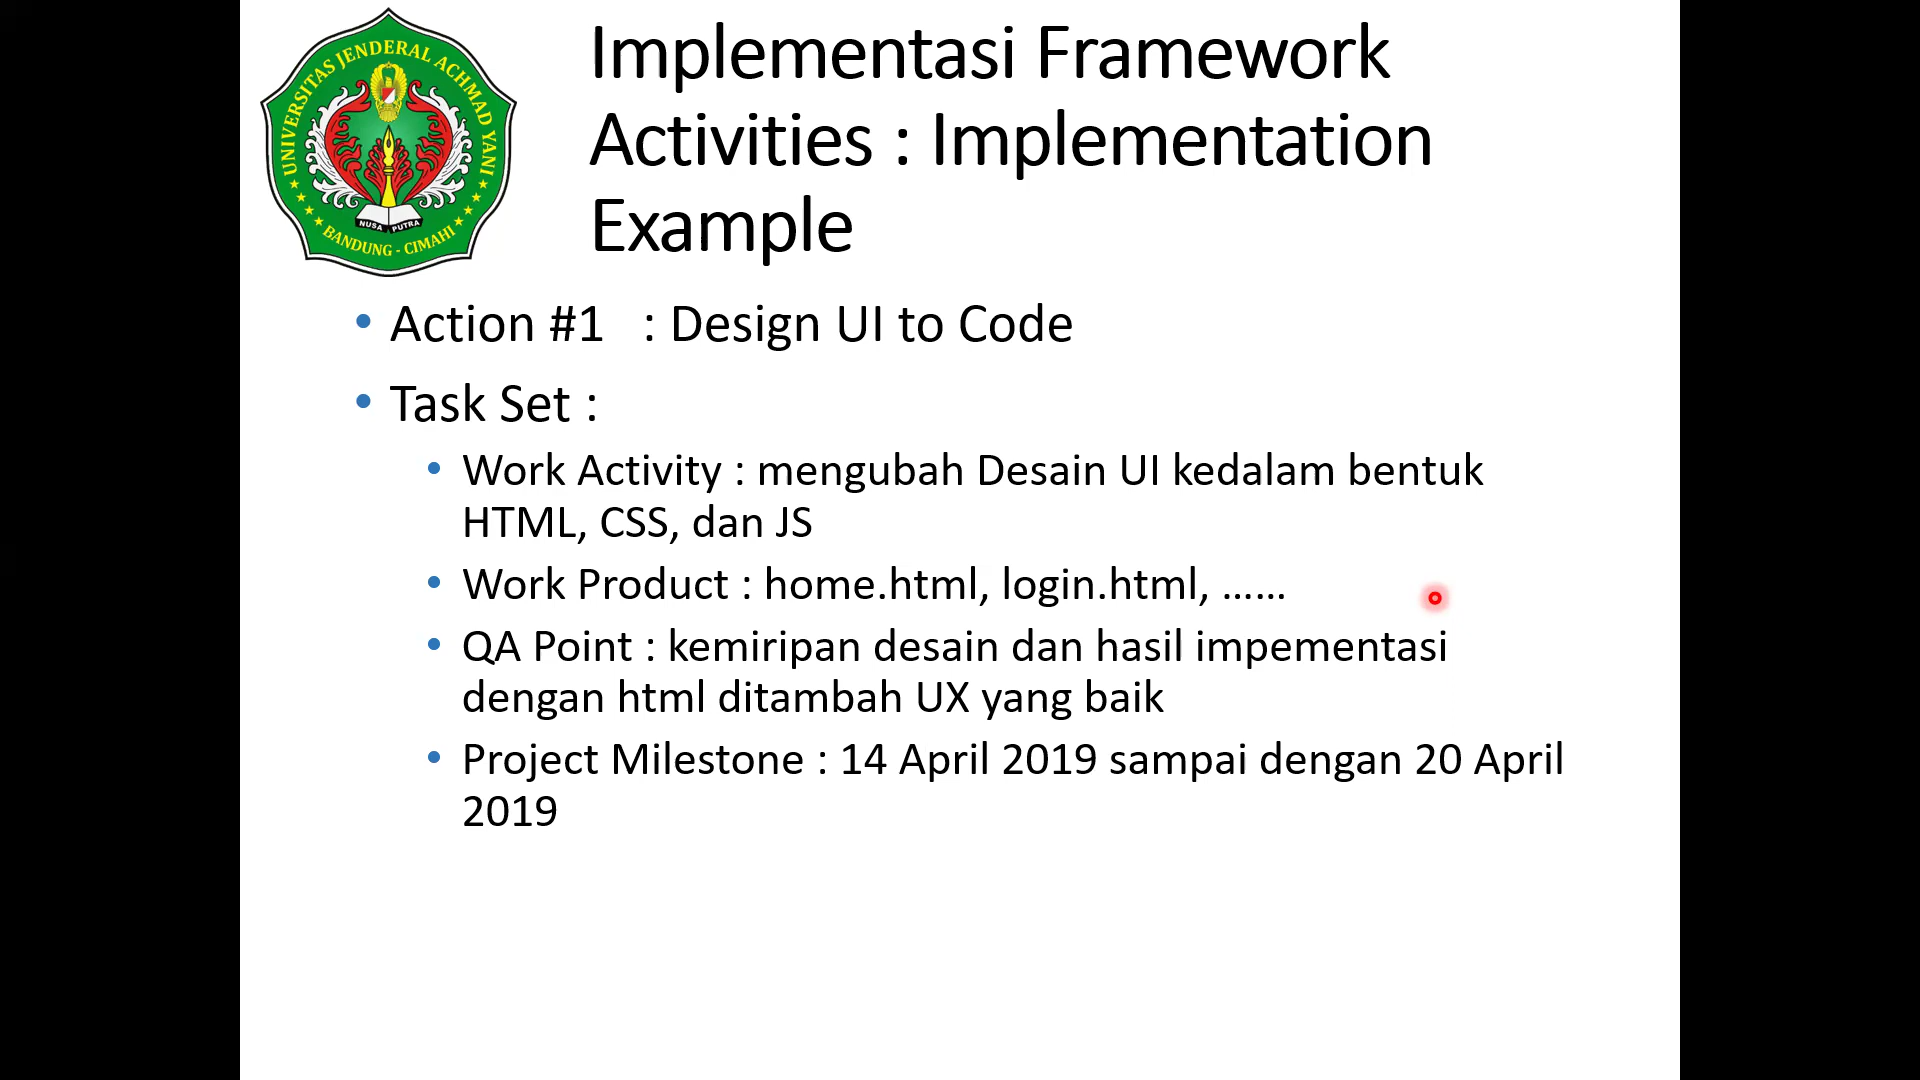 UNIVERSITAS JENDERAL ACHMAD YANI
NUSA PUTRA
BANDUNG - CIMAHI
Implementasi Framework
Activities : Implementation
Example
• Action #1 : Design UI to Code
• Task Set :
• Work Activity : mengubah Desain UI kedalam bentuk
HTML, CSS, dan JS
• Work Product : home.html, login.html, ......
• QA Point : kemiripan desain dan hasil impementasi
dengan html ditambah UX yang baik
• Project Milestone : 14 April 2019 sampai dengan 20 April
2019